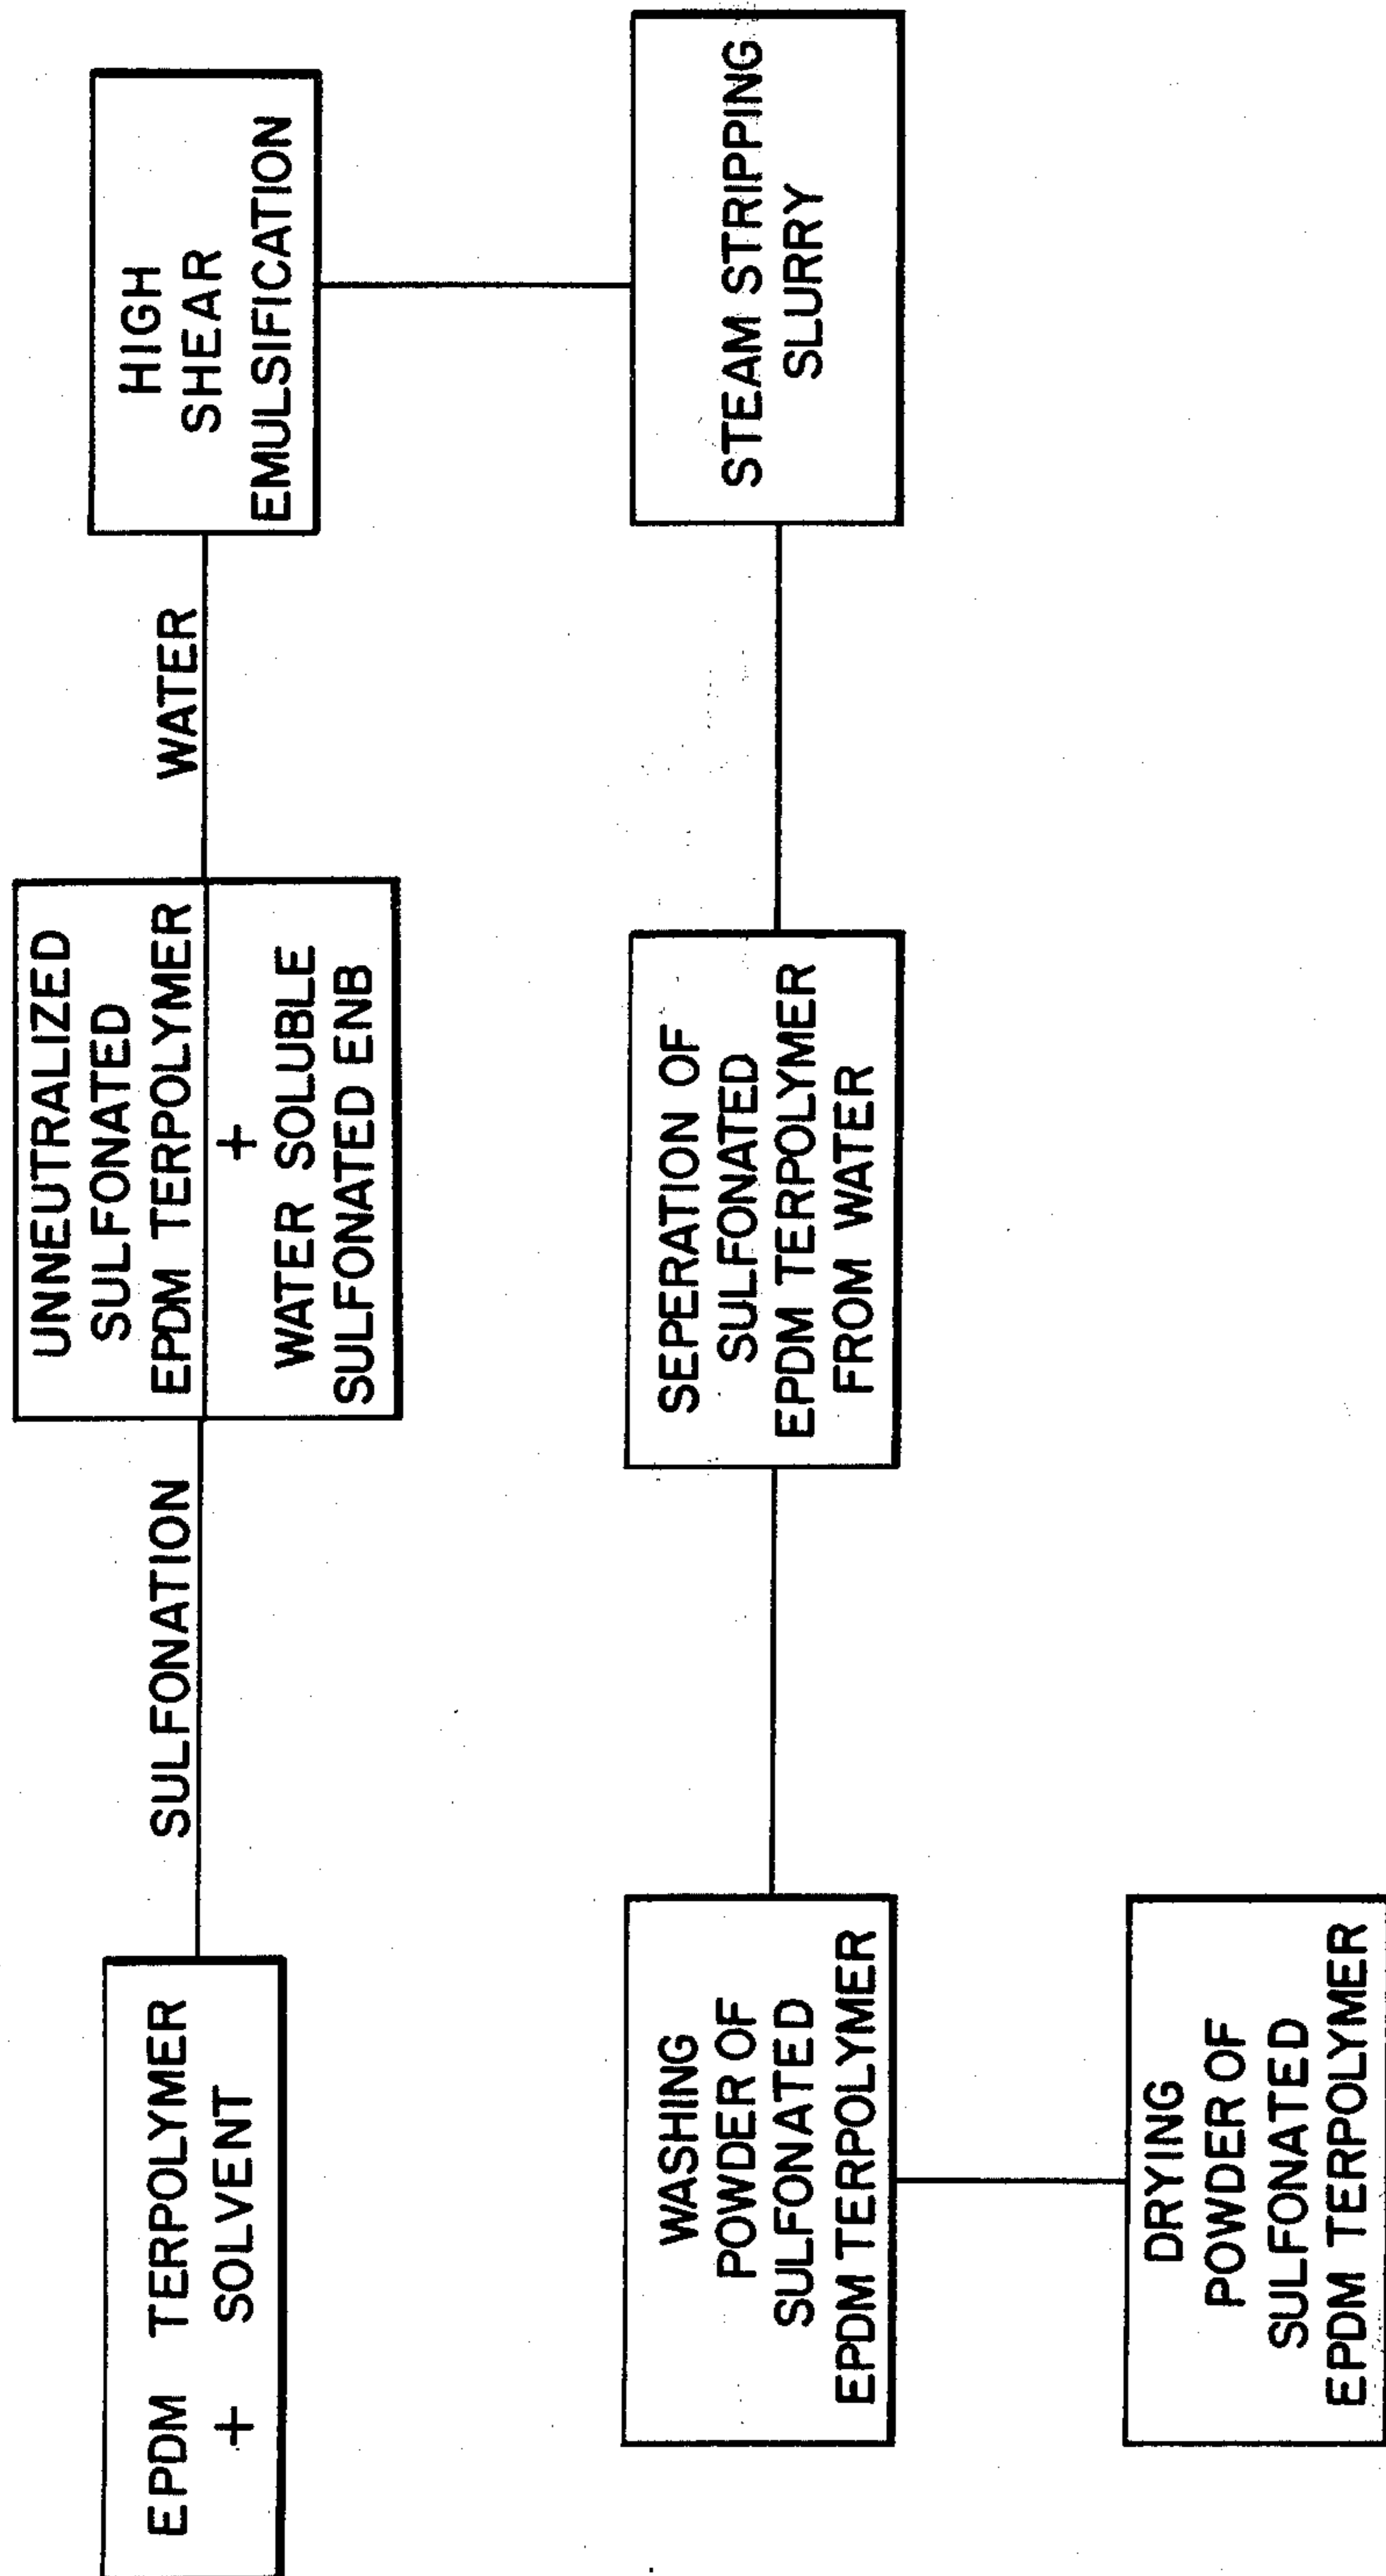 EPDM TERPOLYMER
+ SOLVENT
SULFONATION
UNNEUTRALIZED
SULFONATED
EPDM TERPOLYMER
+
WATER SOLUBLE
SULFONATED ENB
WATER
HIGH
SHEAR
EMULSIFICATION
STEAM STRIPPING
SLURRY
SEPERATION OF
SULFONATED
EPDM TERPOLYMER
FROM WATER
WASHING
POWDER OF
SULFONATED
EPDM TERPOLYMER
DRYING
POWDER OF
SULFONATED
EPDM TERPOLYMER